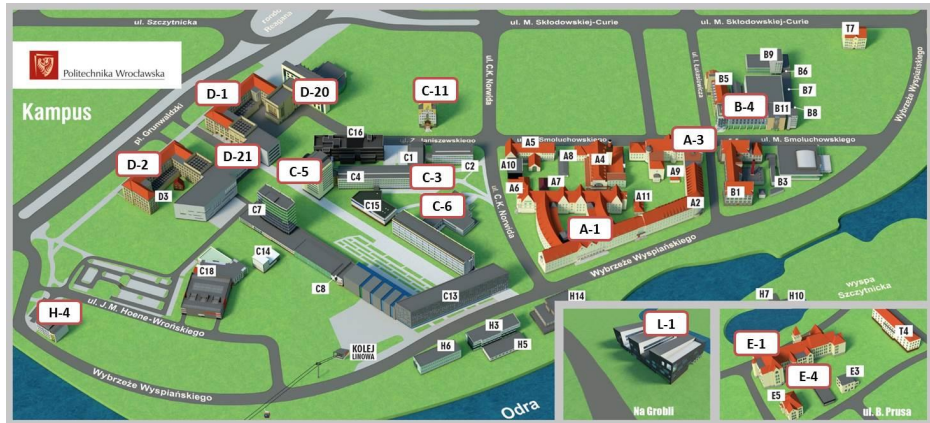 ul. Szczytnicka
rondo
Reagana
ul. M. Skłodowskiej-Curie
ul. M. Skłodowskiej-Curie
T7
Politechnika Wrocławska
Kampus
pl. Grunwaldzki
ul. C.K. Norwida
ul. I. Łukasiewicza
Wybrzeże Wyspiańskiego
B9
B6
B5
B7
B-4
B11
B8
D-1
D-20
C-11
C16
ul. Z. Janiszewskiego
ul. Smoluchowskiego
A-3
ul. M. Smoluchowskiego
D-2
D-21
C-5
C1
C2
C4
C-3
A5
A10
A8
A4
A9
A6
A7
A11
A2
B1
B3
D3
C7
C15
C-6
ul. C.K. Norwida
A-1
Wybrzeże Wyspiańskiego
C18
C14
C8
C13
wyspa
Szczytnicka
H-4
ul. J. M. Hoene-Wrońskiego
H14
H7
H10
KOLEJ
LINOWA
H6
H3
H5
Wybrzeże Wyspiańskiego
Odra
L-1
Na Grobli
E-1
T4
E-4
E3
E5
ul. B. Prusa